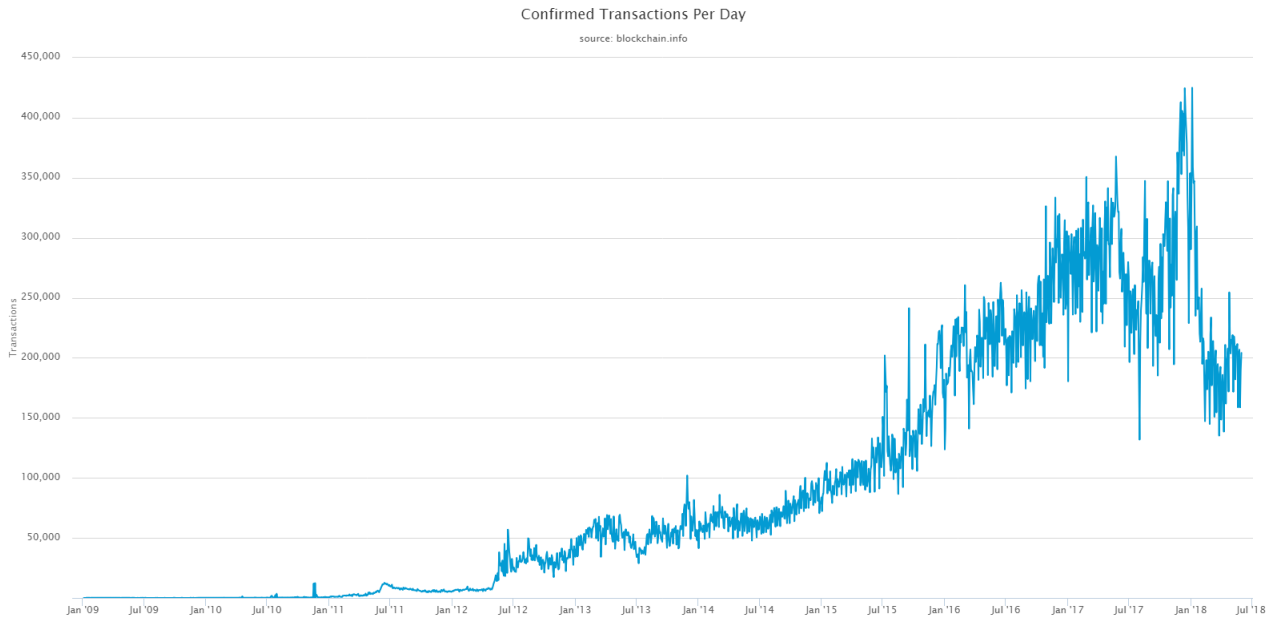 Confirmed Transactions Per Day
source: blockchain.info
450,000
400,000
350,000
300,000
250,000
200,000
150,000
100,000
50,000
Transactions
Jan '09 Jul '09 Jan '10 Jul '10 Jan '11 Jul '11 Jan '12 Jul '12 Jan '13 Jul '13 Jan '14 Jul '14 Jan '15 Jul '15 Jan '16 Jul '16 Jan '17 Jul '17 Jan '18 Jul '18